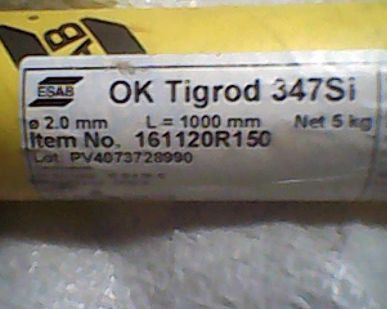 ESAB
OK Tigrod 347Si
ø 2.0 mm L = 1000 mm Net 5 kg
Item No. 161120R150
Lot PV4073728990